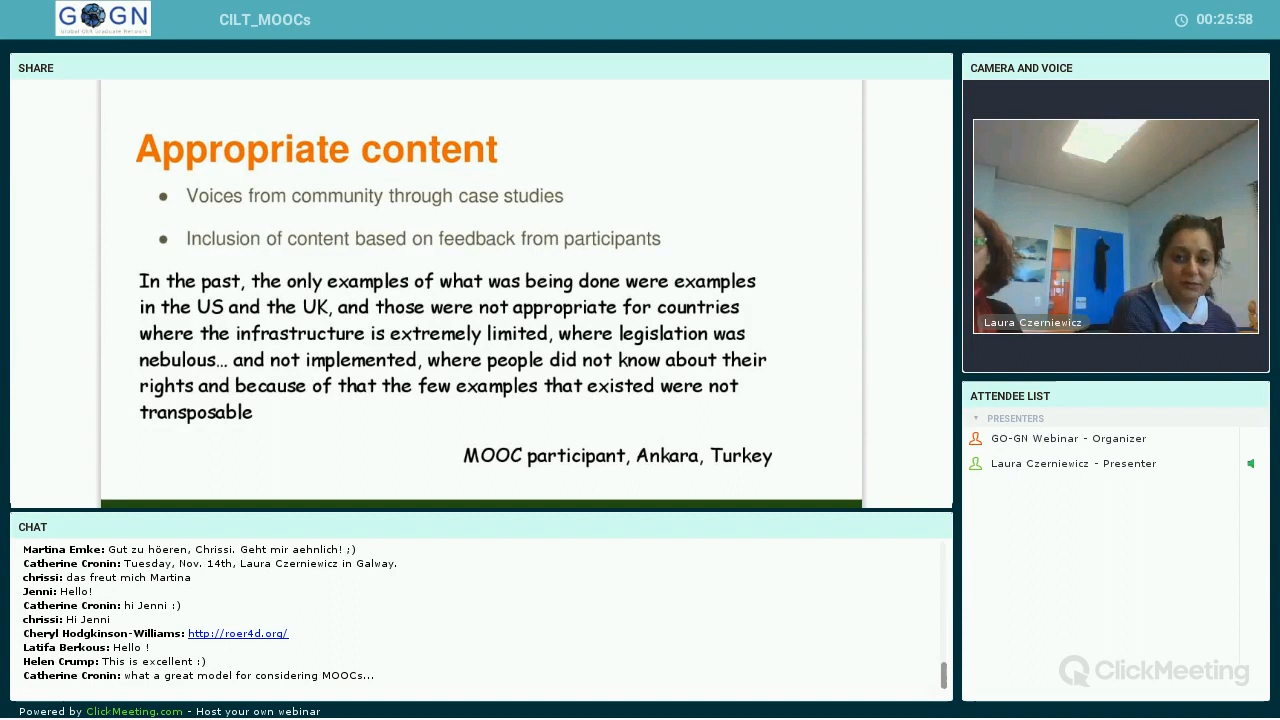 GOGN
Global OER Graduate Network
CILT_MOOCs
00:25:58
SHARE
Appropriate content
● Voices from community through case studies
● Inclusion of content based on feedback from participants
In the past, the only examples of what was being done were examples
in the US and the UK, and those were not appropriate for countries
where the infrastructure is extremely limited, where legislation was
nebulous... and not implemented, where people did not know about their
rights and because of that the few examples that existed were not
transposable
MOOC participant, Ankara, Turkey
CAMERA AND VOICE
Laura Czerniewicz
ATTENDEE LIST
PRESENTERS
GO-GN Webinar - Organizer
Laura Czerniewicz - Presenter
CHAT
Martina Emke: Gut zu höeren, Chrissi. Geht mir aehnlich! ;)
Catherine Cronin: Tuesday, Nov. 14th, Laura Czerniewicz in Galway.
chrissi: das freut mich Martina
Jenni: Hello!
Catherine Cronin: hi Jenni :)
chrissi: Hi Jenni
Cheryl Hodgkinson-Williams: http://roer4d.org/
Latifa Berkous: Hello !
Helen Crump: This is excellent :)
Catherine Cronin: what a great model for considering MOOCs...
ClickMeeting
Powered by ClickMeeting.com - Host your own webinar